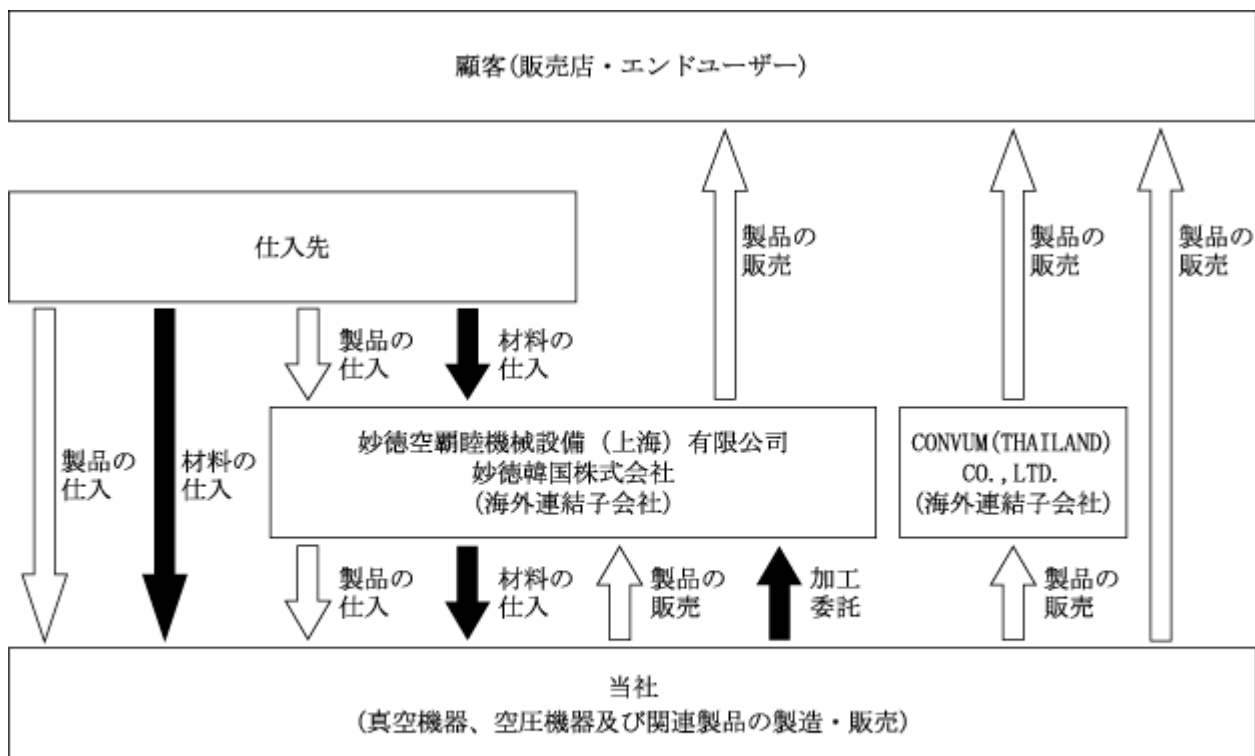 顧客(販売店・エンドユーザー)
仕入先
製品の
販売
製品の
販売
製品の
販売
製品の
仕入
材料の
仕入
製品の
仕入
材料の
仕入
妙徳空覇睦機械設備（上海）有限公司
妙徳韓国株式会社
(海外連結子会社)
CONVUM(THAILAND)
CO.,LTD.
(海外連結子会社)
製品の
仕入
材料の
仕入
製品の
販売
加工
委託
製品の
販売
当社
(真空機器、空圧機器及び関連製品の製造・販売)